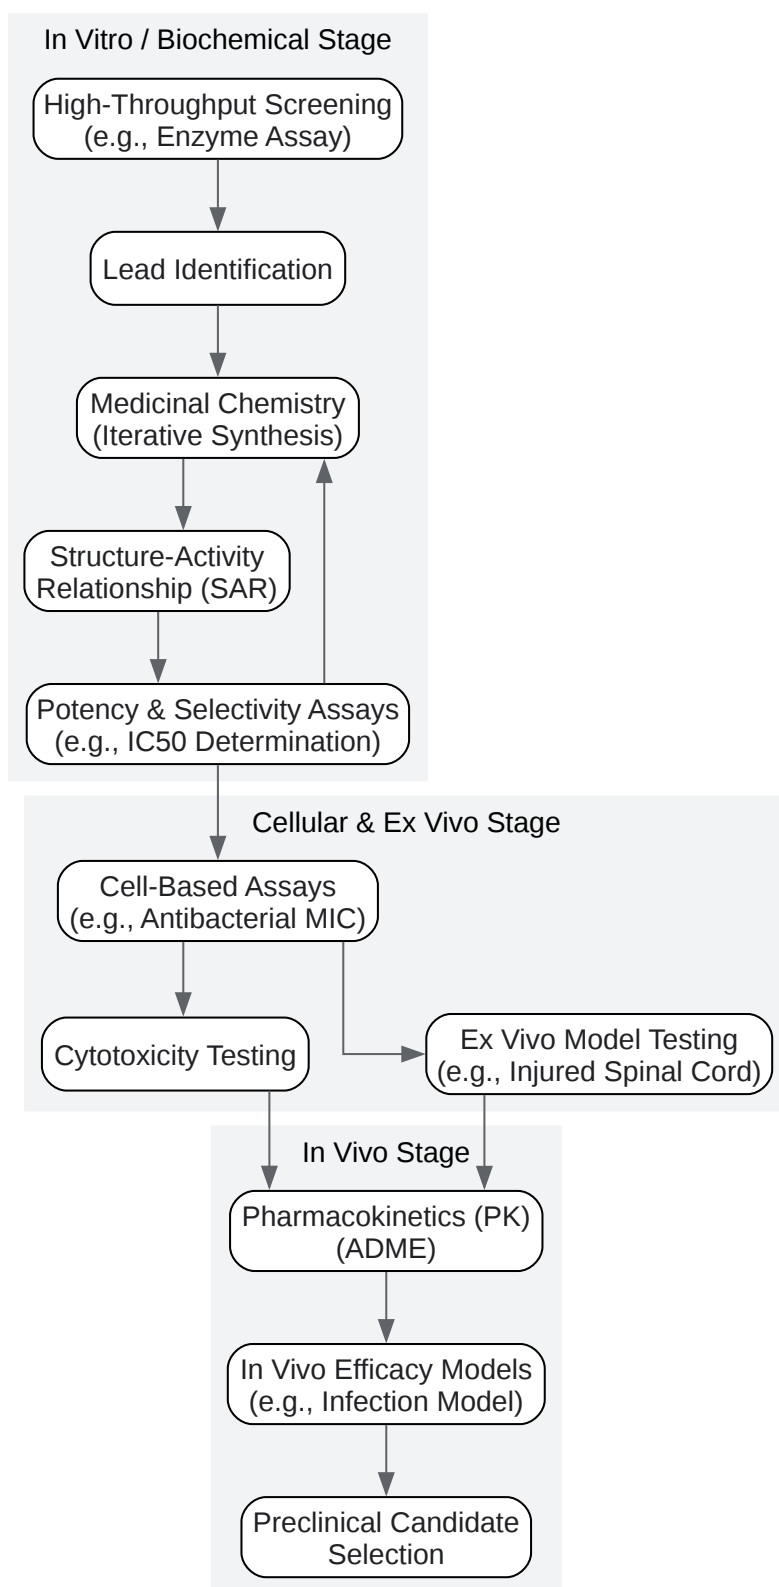 In Vitro / Biochemical Stage
High-Throughput Screening
(e.g., Enzyme Assay)
Lead Identification
Medicinal Chemistry
(Iterative Synthesis)
Structure-Activity
Relationship (SAR)
Potency & Selectivity Assays
(e.g., IC50 Determination)
Cellular & Ex Vivo Stage
Cell-Based Assays
(e.g., Antibacterial MIC)
Cytotoxicity Testing
Ex Vivo Model Testing
(e.g., Injured Spinal Cord)
In Vivo Stage
Pharmacokinetics (PK)
(ADME)
In Vivo Efficacy Models
(e.g., Infection Model)
Preclinical Candidate
Selection